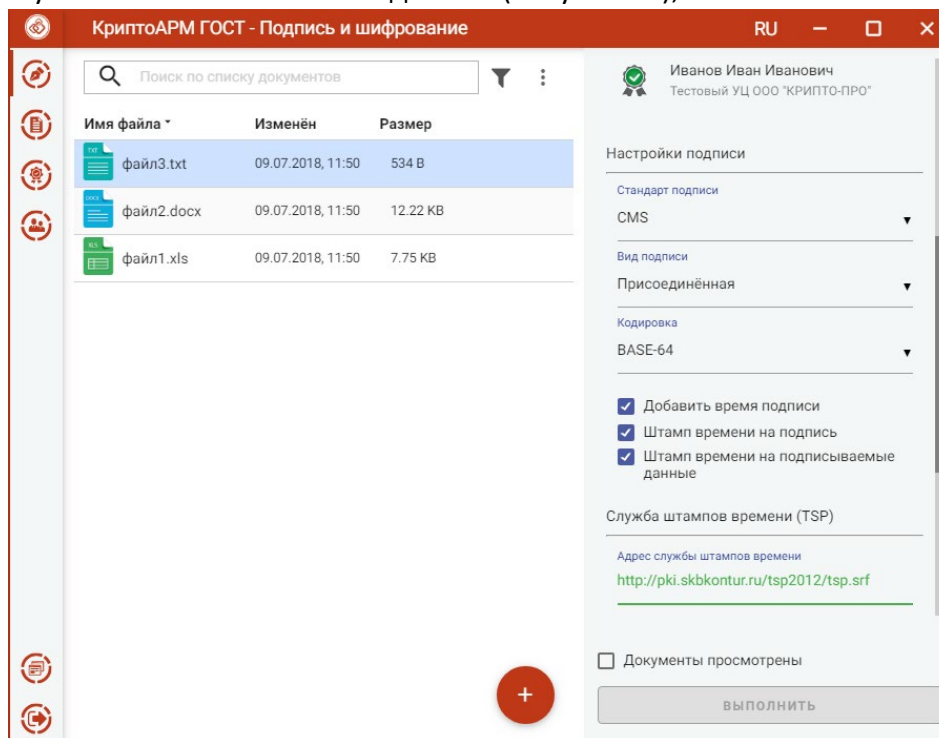 КриптоАРМ ГОСТ - Подпись и шифрование
RU
Поиск по списку документов
Имя файла
Изменён
Размер
TXT
файл3.txt
09.07.2018, 11:50
534 B
DOCX
файл2.docx
09.07.2018, 11:50
12.22 KB
XLS
файл1.xls
09.07.2018, 11:50
7.75 KB
Иванов Иван Иванович
Тестовый УЦ ООО "КРИПТО-ПРО"
Настройки подписи
Стандарт подписи
CMS
Вид подписи
Присоединённая
Кодировка
BASE-64
Добавить время подписи
Штамп времени на подпись
Штамп времени на подписываемые
данные
Служба штампов времени (TSP)
Адрес службы штампов времени
http://pki.skbkontur.ru/tsp2012/tsp.srf
Документы просмотрены
ВЫПОЛНИТЬ